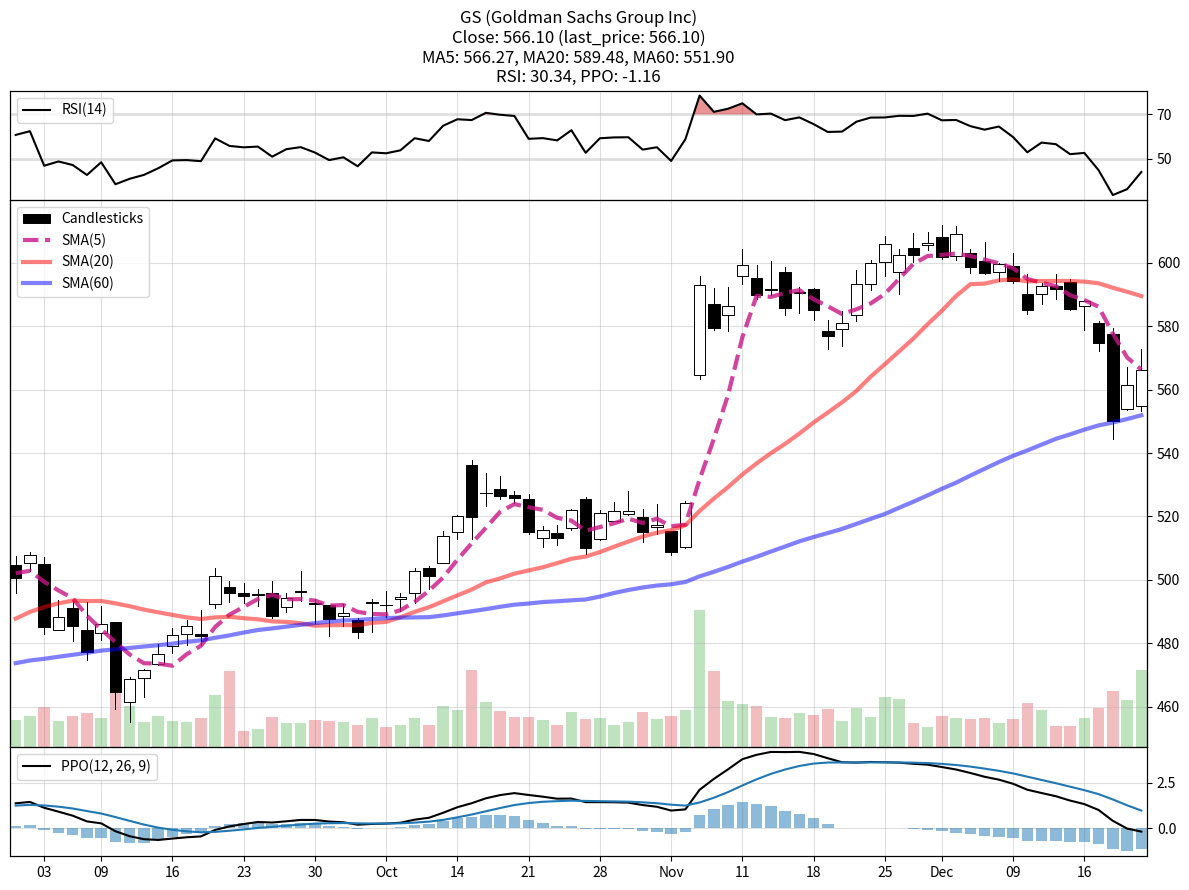 GS (Goldman Sachs Group Inc)
Close: 566.10 (last_price: 566.10)
MA5: 566.27, MA20: 589.48, MA60: 551.90
RSI: 30.34, PPO: -1.16
RSI(14)
70
50
Candlesticks
SMA(5)
SMA(20)
SMA(60)
600
580
560
540
520
500
480
460
PPO(12, 26, 9)
2.5
0.0
03 09 16 23 30 Oct 14 21 28 Nov 11 18 25 Dec 09 16